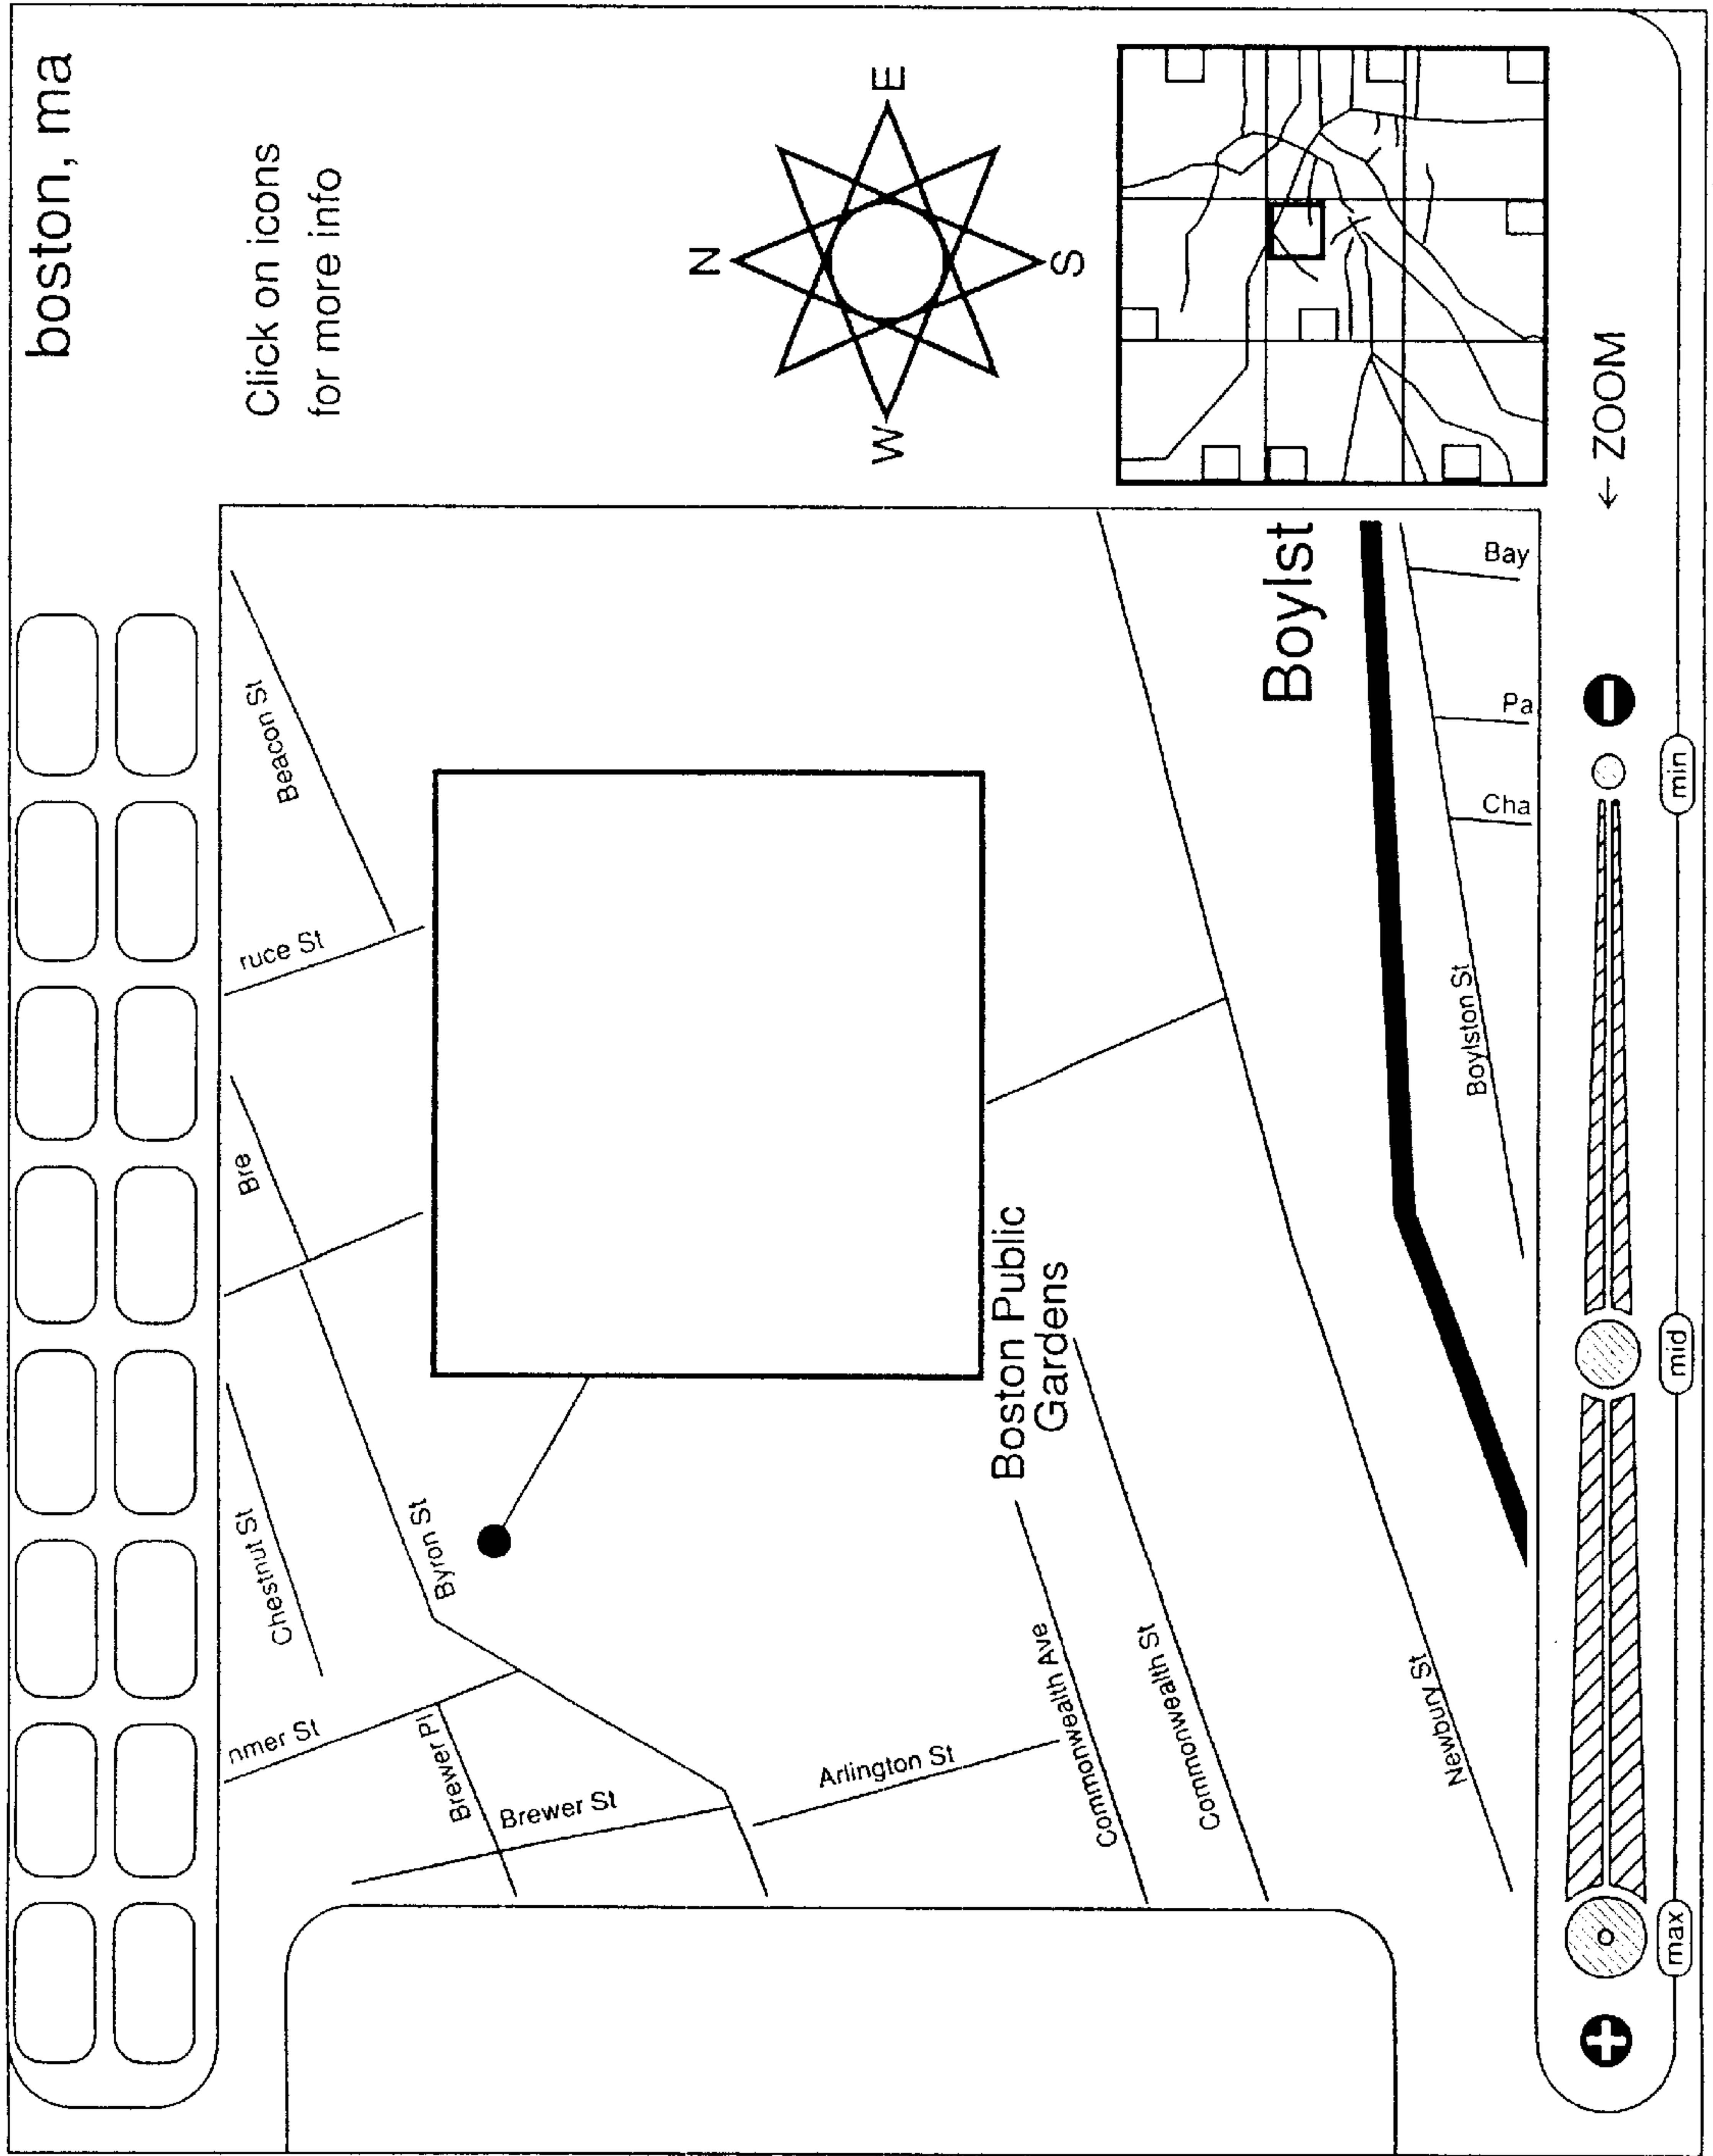 boston, ma
Click on icons
for more info
N
W
E
S
ruce St
Beacon St
Bre
Chestnut St
nmer St
Byron St
Brewer Pl
Brewer St
Arlington St
Boston Public
Gardens
Commonwealth Ave
Commonwealth St
Newbury St
Boylst
Boylston St
Cha
Pa
Bay
← ZOOM
max
mid
min